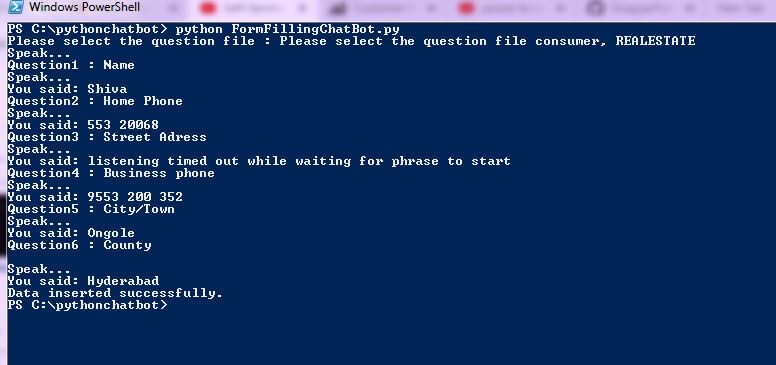 Windows PowerShell
PS C:\pythonchatbot> python FormFillingChatBot.py
Please select the question file : Please select the question file consumer, REALESTATE
Speak...
Question1 : Name
Speak...
You said: Shiva
Question2 : Home Phone
Speak...
You said: 553 20068
Question3 : Street Adress
Speak...
You said: listening timed out while waiting for phrase to start
Question4 : Business phone
Speak...
You said: 9553 200 352
Question5 : City/Town
Speak...
You said: Ongole
Question6 : County
Speak...
You said: Hyderabad
Data inserted successfully.
PS C:\pythonchatbot>